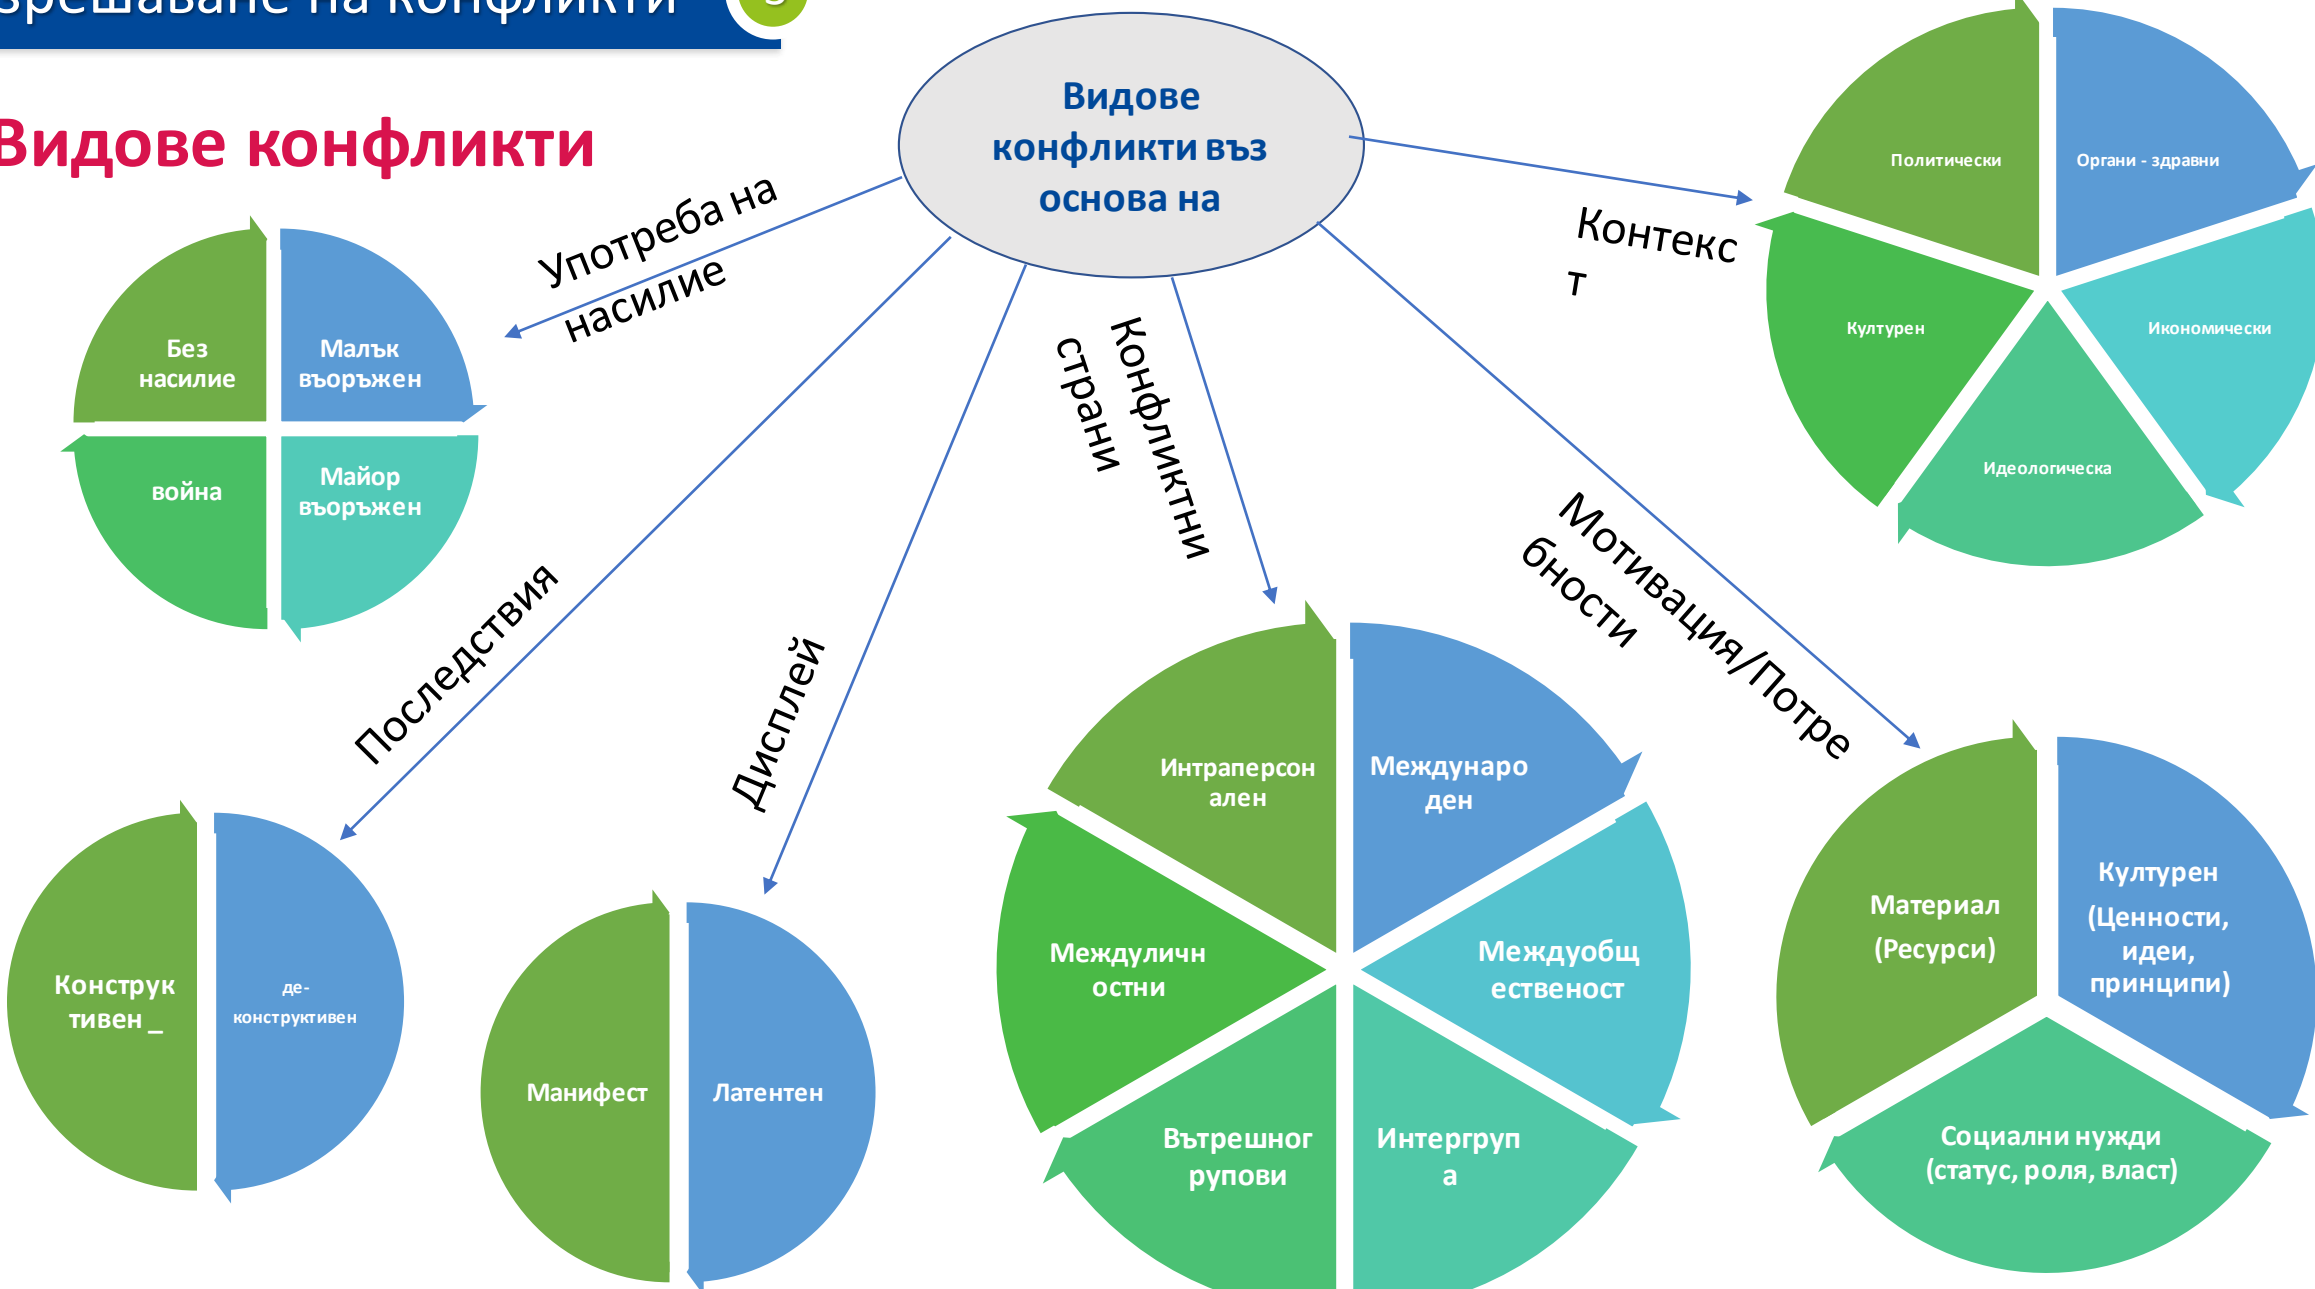 зрешаване на конфликти
Видове конфликти
Видове
конфликти въз
основа на
Употреба на
насилие
Без
насилие
Малък
въоръжен
война
Майор
въоръжен
Последствия
Конструк
тивен _
де-
конструктивен
Дисплей
Манифест
Латентен
Конфликтни
страни
Интраперсон
ален
Междунаро
ден
Междуличн
остни
Междуобщ
ественост
Вътрешног
рупови
Интергруп
а
Мотивация/Потре
бности
Материал
(Ресурси)
Културен
(Ценности,
идеи,
принципи)
Социални нужди
(статус, роля, власт)
Контекс
т
Политически
Органи - здравни
Културен
Икономически
Идеологическа